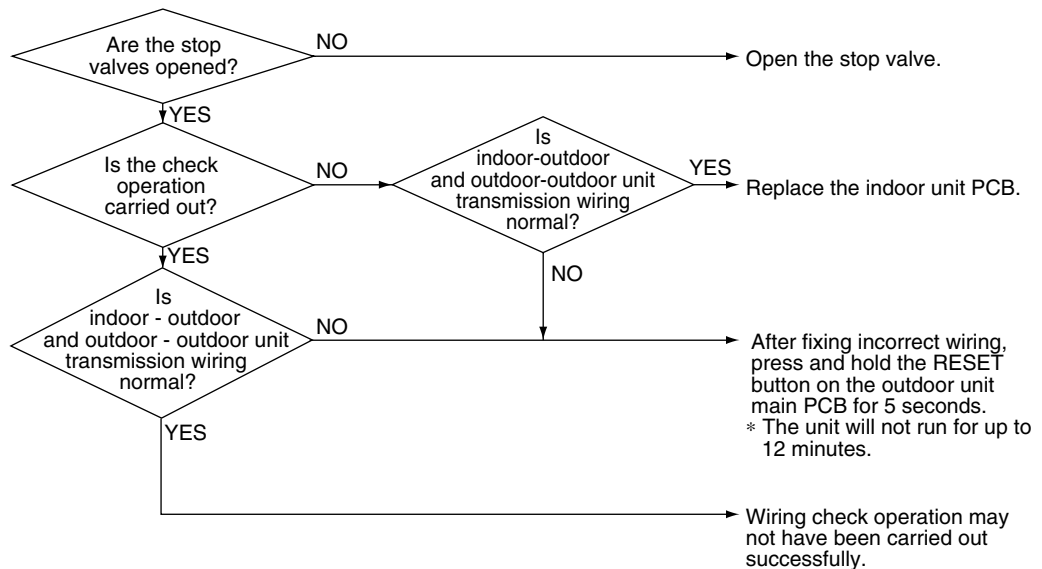 Are the stop
valves opened?
NO
Open the stop valve.
YES
Is the check
operation
carried out?
NO
Is
indoor-outdoor
and outdoor-outdoor unit
transmission wiring
normal?
YES
Replace the indoor unit PCB.
YES
NO
Is
indoor - outdoor
and outdoor - outdoor unit
transmission wiring
normal?
NO
After fixing incorrect wiring,
press and hold the RESET
button on the outdoor unit
main PCB for 5 seconds.
* The unit will not run for up to
12 minutes.
YES
Wiring check operation may
not have been carried out
successfully.